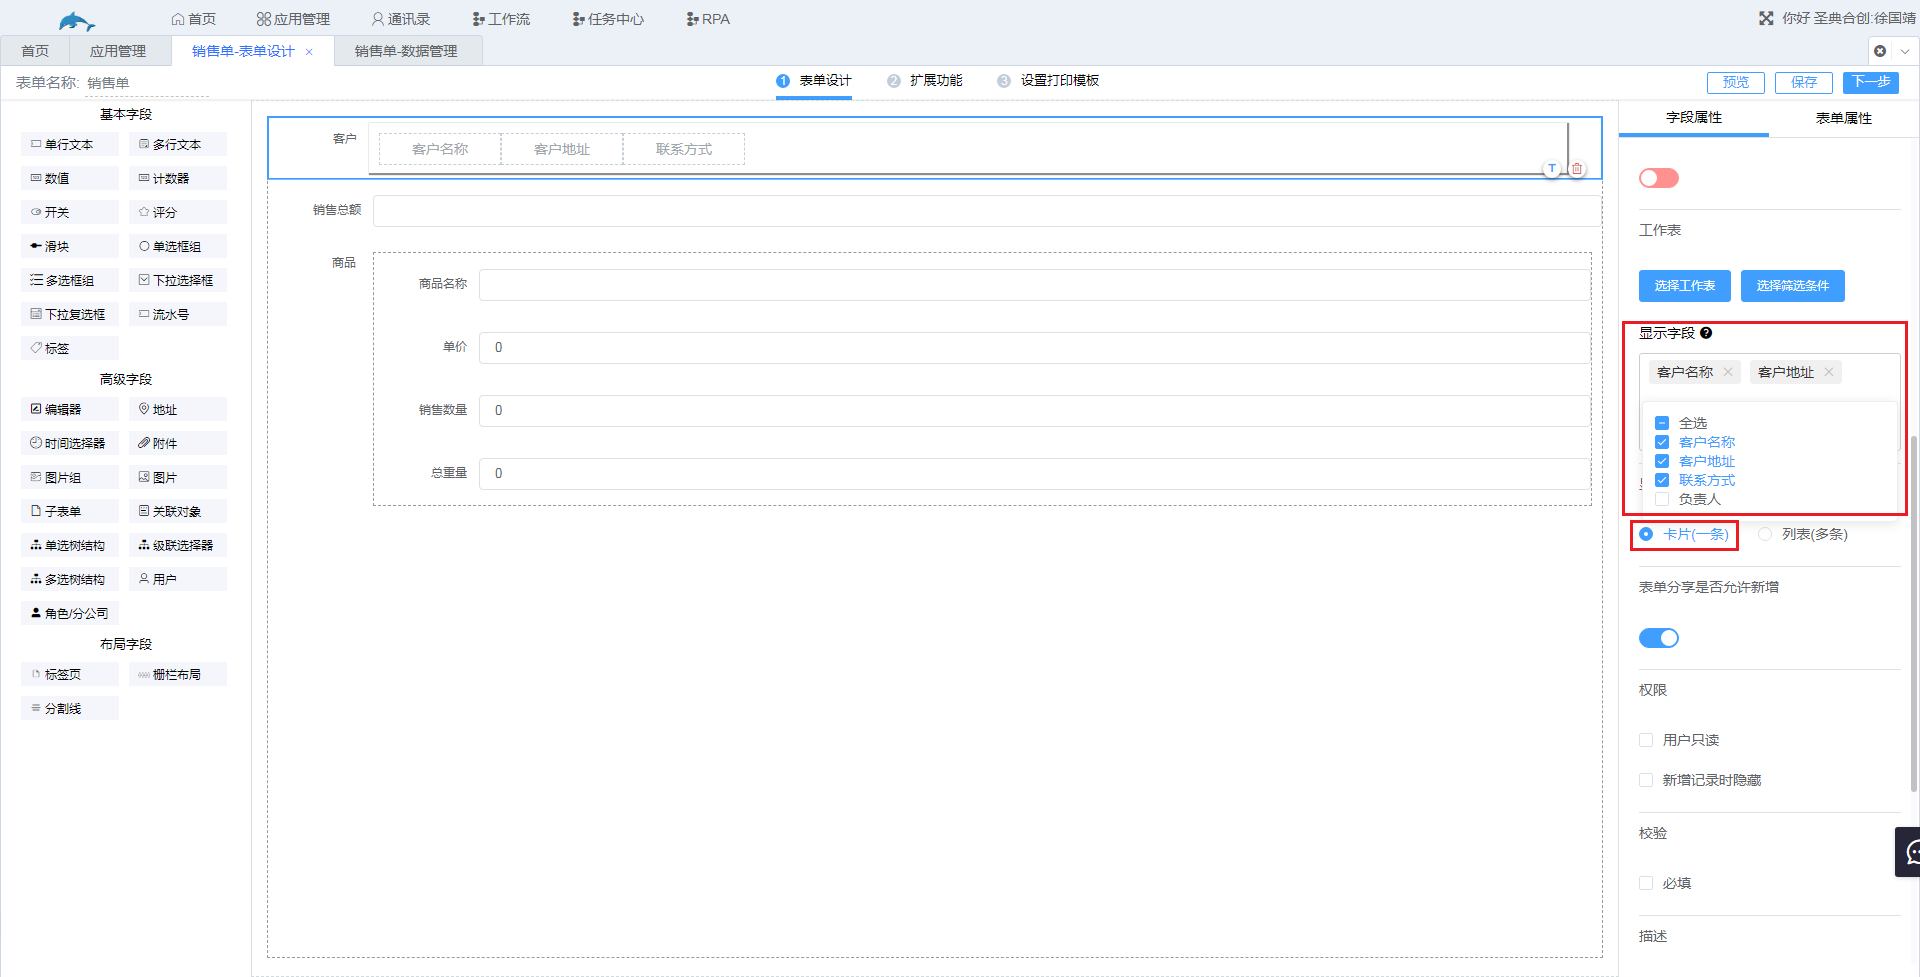 首页 应用管理 通讯录 工作流 任务中心 RPA 你好 圣典合创:徐国靖
首页 应用管理 销售单-表单设计 × 销售单-数据管理
表单名称: 销售单 1 表单设计 2 扩展功能 3 设置打印模板 预览 保存 下一步
基本字段
单行文本 多行文本
数值 计数器
开关 评分
滑块 单选框组
多选框组 下拉选择框
下拉复选框 流水号
标签
高级字段
编辑器 地址
时间选择器 附件
图片组 图片
子表单 关联对象
单选树结构 级联选择器
多选树结构 用户
角色/分公司
布局字段
标签页 栅栏布局
分割线
客户 客户名称 客户地址 联系方式
T
销售总额
商品
商品名称
单价 0
销售数量 0
总重量 0
字段属性 表单属性
工作表
选择工作表 选择筛选条件
显示字段 ?
客户名称 × 客户地址 ×
全选
客户名称
客户地址
联系方式
负责人
卡片(一条) 列表(多条)
表单分享是否允许新增
权限
用户只读
新增记录时隐藏
校验
必填
描述